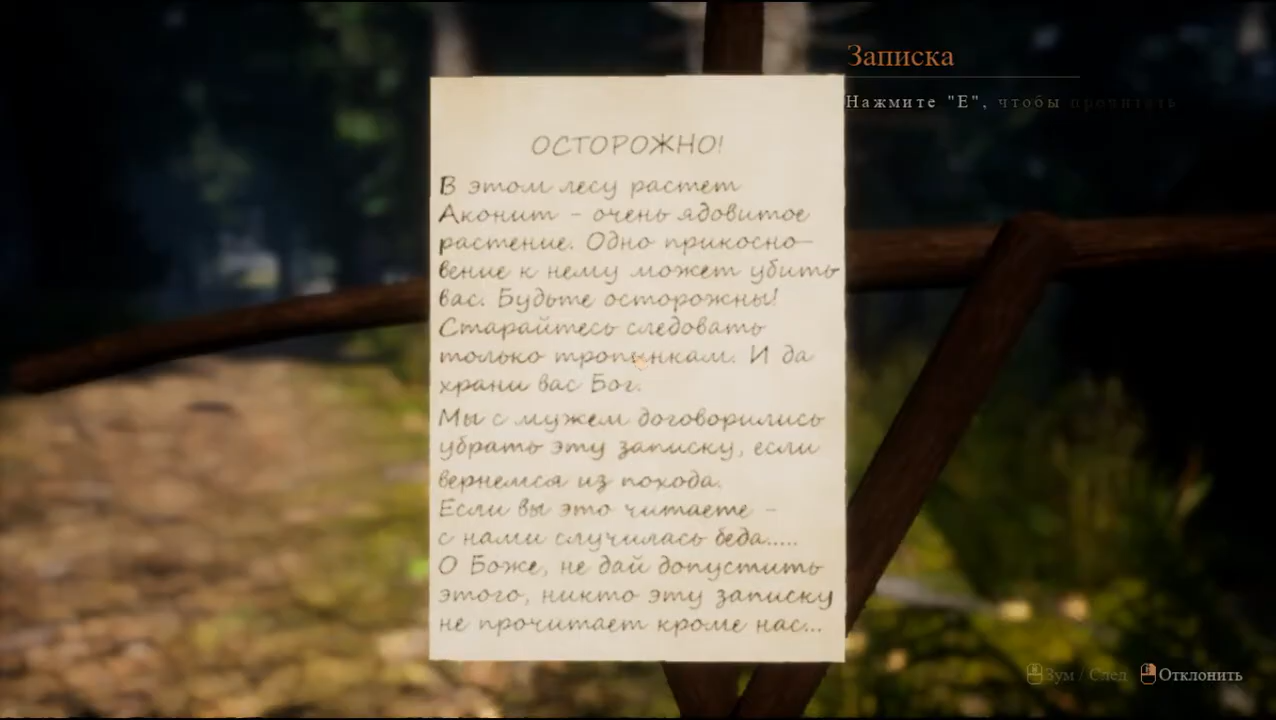 Записка
Нажмите "E", чтобы прочитать
ОСТОРОЖНО!
В этом лесу растет
Аконит - очень ядовитое
растение. Одно прикосно-
вение к нему может убить
вас. Будьте осторожны!
Старайтесь следовать
только тропинкам. И да
храни вас Бог.
Мы с мужем договорились
убрать эту записку, если
вернемся из похода.
Если вы это читаете -
с нами случилась беда.....
О Боже, не дай допустить
этого, никто эту записку
не прочитает кроме нас...
Зум / След
Отклонить